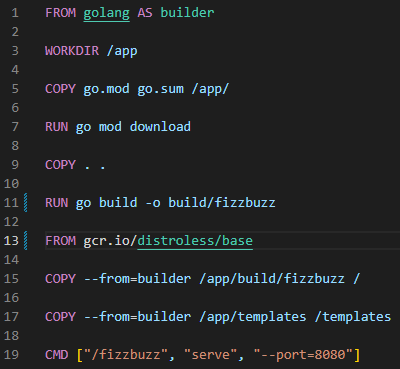 1 FROM golang AS builder
2
3 WORKDIR /app
4
5 COPY go.mod go.sum /app/
6
7 RUN go mod download
8
9 COPY . .
10
11 RUN go build -o build/fizzbuzz
12
13 FROM gcr.io/distroless/base
14
15 COPY --from=builder /app/build/fizzbuzz /
16
17 COPY --from=builder /app/templates /templates
18
19 CMD ["/fizzbuzz", "serve", "--port=8080"]